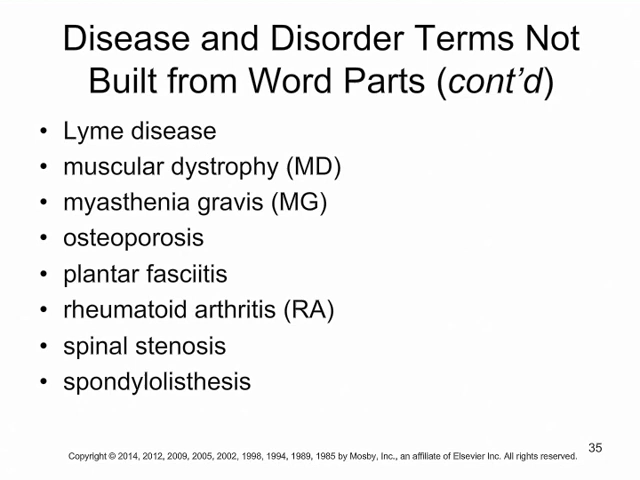 Disease and Disorder Terms Not
Built from Word Parts (cont’d)
• Lyme disease
• muscular dystrophy (MD)
• myasthenia gravis (MG)
• osteoporosis
• plantar fasciitis
• rheumatoid arthritis (RA)
• spinal stenosis
• spondylolisthesis
35
Copyright © 2014, 2012, 2009, 2005, 2002, 1998, 1994, 1989, 1985 by Mosby, Inc., an affiliate of Elsevier Inc. All rights reserved.